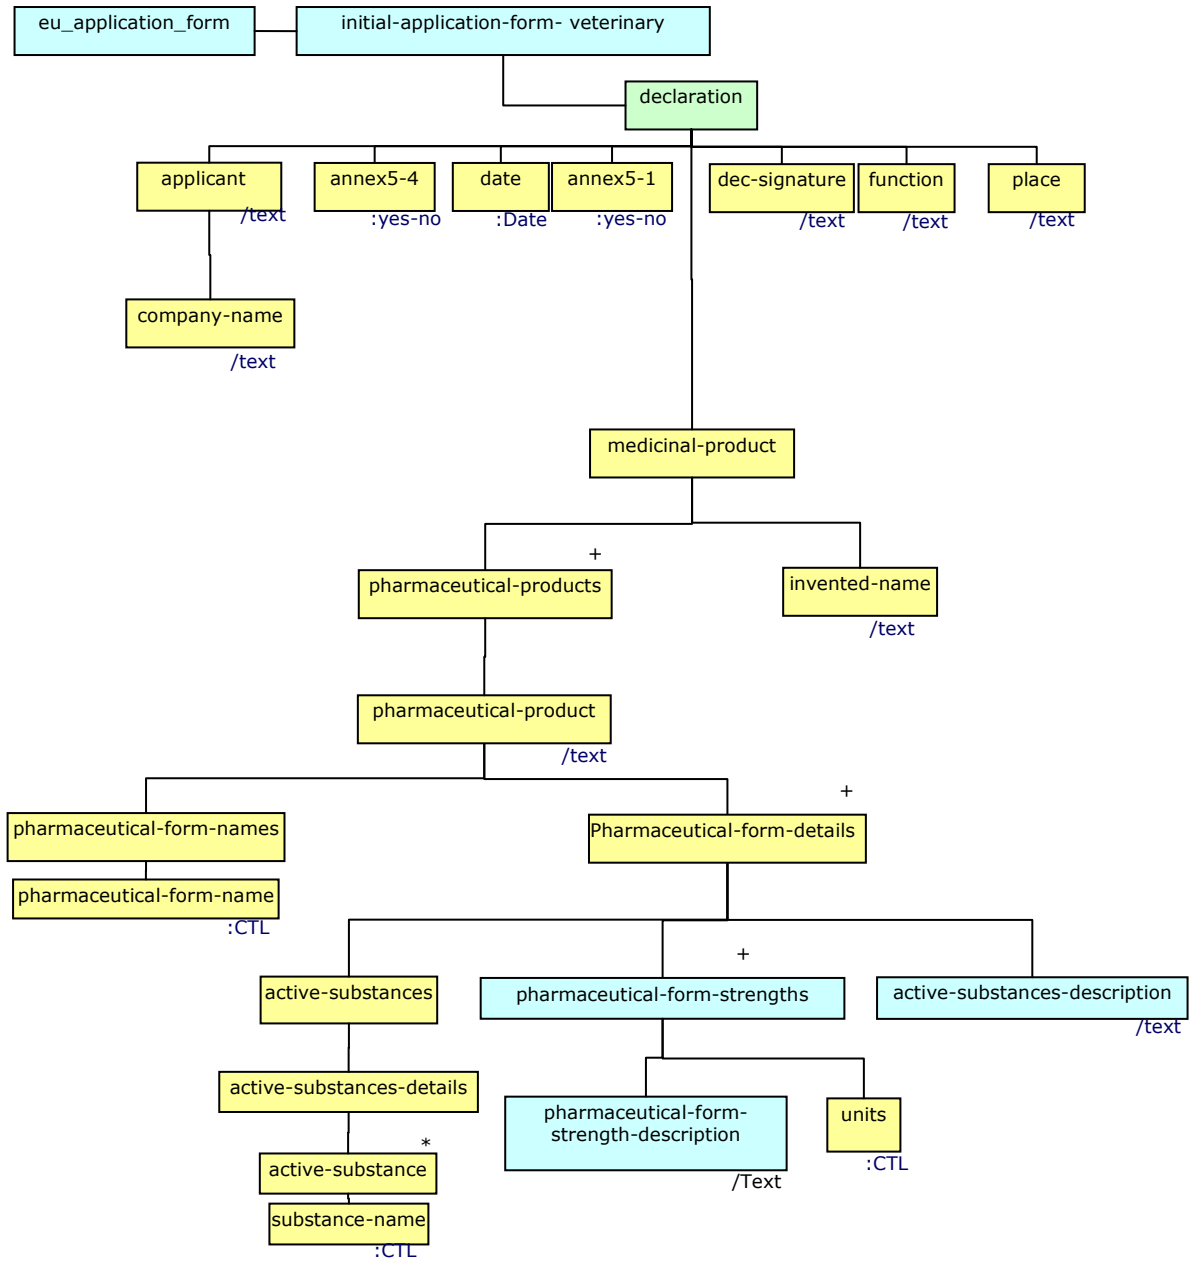 eu_application_form
initial-application-form- veterinary
declaration
applicant
/text
annex5-4
:yes-no
date
:Date
annex5-1
:yes-no
dec-signature
/text
function
/text
place
/text
company-name
/text
medicinal-product
+
pharmaceutical-products
invented-name
/text
pharmaceutical-product
/text
pharmaceutical-form-names
+
Pharmaceutical-form-details
pharmaceutical-form-name
:CTL
active-substances
+
pharmaceutical-form-strengths
active-substances-description
/text
active-substances-details
pharmaceutical-form-
strength-description
/Text
units
:CTL
*
active-substance
substance-name
:CTL